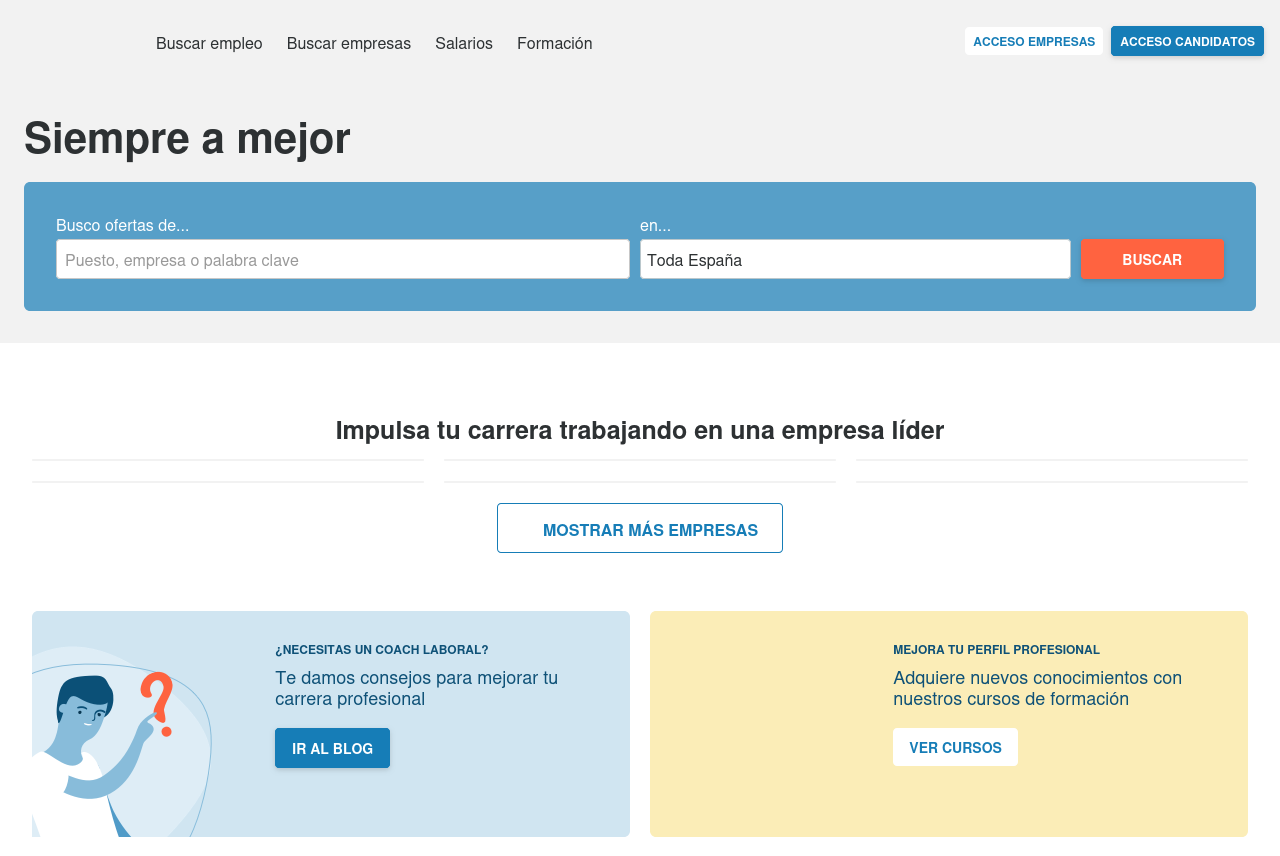 Buscar empleo Buscar empresas Salarios Formación
ACCESO EMPRESAS ACCESO CANDIDATOS
Siempre a mejor
Busco ofertas de... en...
Puesto, empresa o palabra clave Toda España BUSCAR
Impulsa tu carrera trabajando en una empresa líder
MOSTRAR MÁS EMPRESAS
¿NECESITAS UN COACH LABORAL?
Te damos consejos para mejorar tu
carrera profesional
IR AL BLOG
MEJORA TU PERFIL PROFESIONAL
Adquiere nuevos conocimientos con
nuestros cursos de formación
VER CURSOS